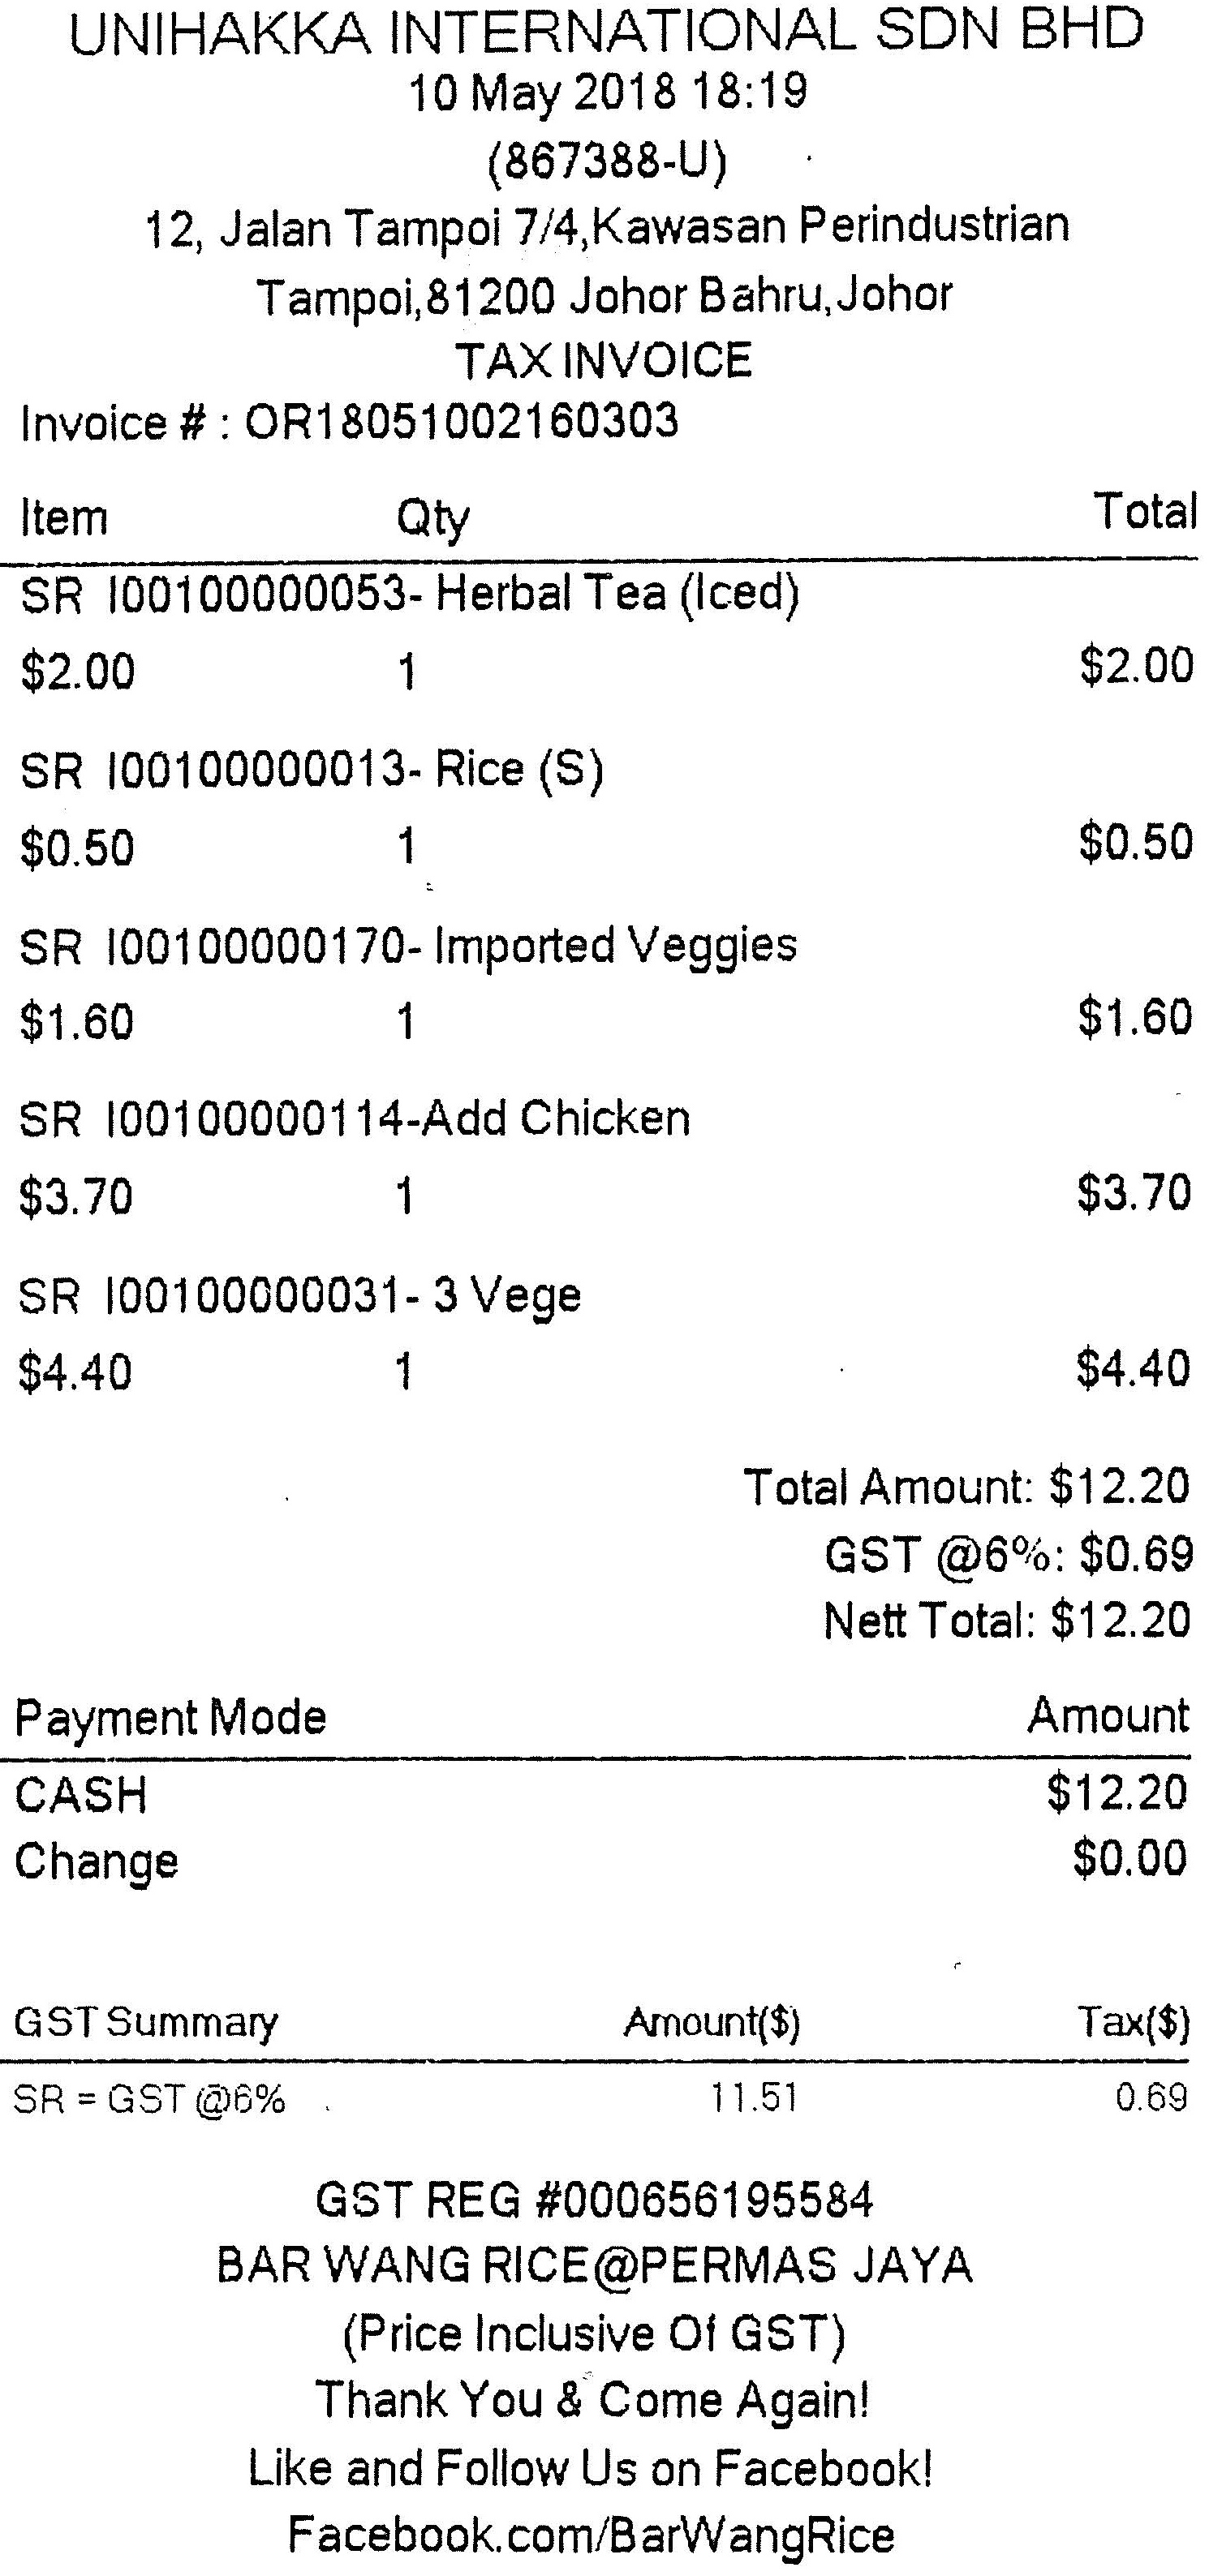 UNIHAKKA INTERNATIONAL SDN BHD
10 May 2018 18:19
(867388-U)
12, Jalan Tampoi 7/4,Kawasan Perindustrian
Tampoi,81200 Johor Bahru,Johor
TAX INVOICE
Invoice # : OR18051002160303
Item Qty Total
SR I00100000053- Herbal Tea (Iced)
$2.00 1 $2.00
SR I00100000013- Rice (S)
$0.50 1 $0.50
SR I00100000170- Imported Veggies
$1.60 1 $1.60
SR I00100000114-Add Chicken
$3.70 1 $3.70
SR I00100000031- 3 Vege
$4.40 1 $4.40
Total Amount: $12.20
GST @6%: $0.69
Nett Total: $12.20
Payment Mode Amount
CASH $12.20
Change $0.00
GST Summary Amount($) Tax($)
SR = GST @6% 11.51 0.69
GST REG #000656195584
BAR WANG RICE@PERMAS JAYA
(Price Inclusive Of GST)
Thank You & Come Again!
Like and Follow Us on Facebook!
Facebook.com/BarWangRice